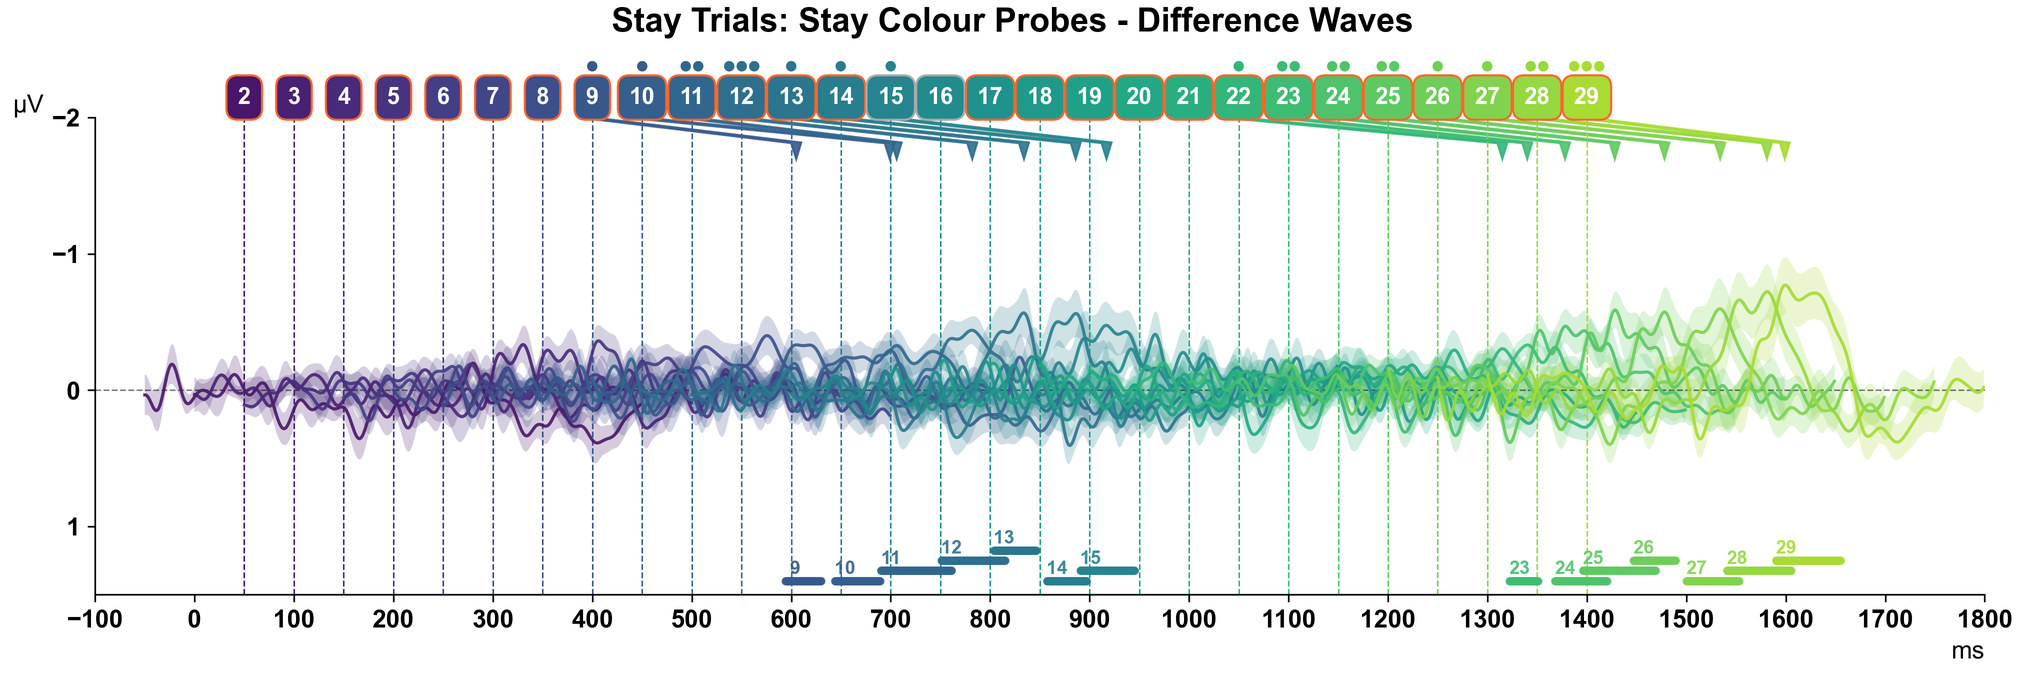 Stay Trials: Stay Colour Probes - Difference Waves
2 3 4 5 6 7 8 9 10 11 12 13 14 15 16 17 18 19 20 21 22 23 24 25 26 27 28 29
µV
−2
−1
0
1
13
12 26
11 25 28 29
15
9 10 14 23 24 27
−100 0 100 200 300 400 500 600 700 800 900 1000 1100 1200 1300 1400 1500 1600 1700 1800
ms